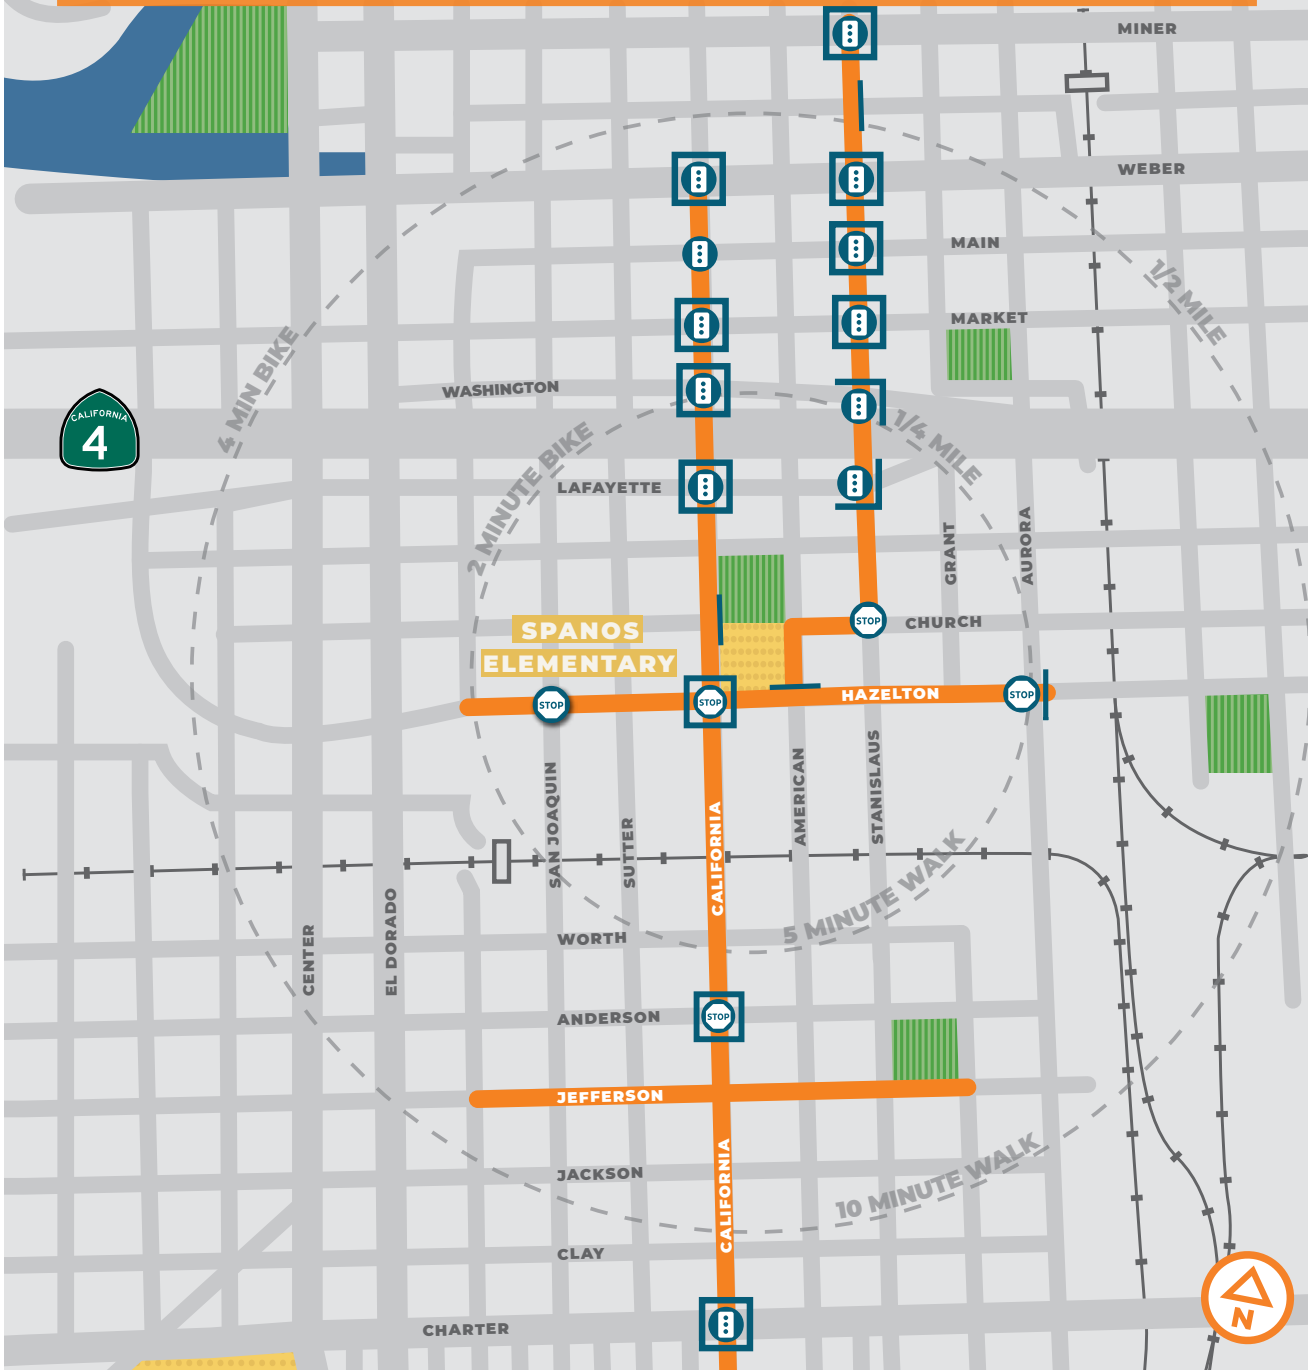 MINER
WEBER
MAIN
1/2 MILE
MARKET
4 MIN BIKE
WASHINGTON
CALIFORNIA
4
2 MINUTE BIKE
1/4 MILE
LAFAYETTE
GRANT
AURORA
SPANOS
ELEMENTARY
STOP
CHURCH
STOP
STOP
HAZELTON
STOP
SAN JOAQUIN
SUTTER
CALIFORNIA
AMERICAN
STANISLAUS
5 MINUTE WALK
CENTER
EL DORADO
WORTH
ANDERSON
STOP
JEFFERSON
JACKSON
CALIFORNIA
10 MINUTE WALK
CLAY
CHARTER
N